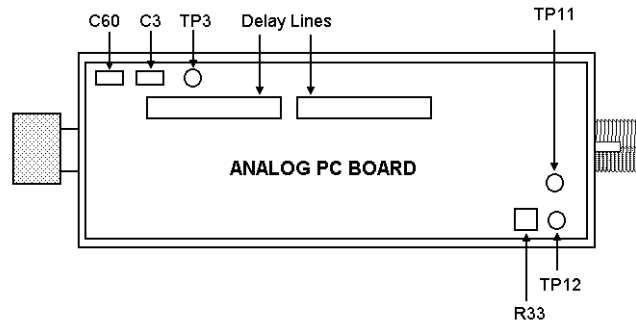 C60 C3 TP3 Delay Lines TP11
ANALOG PC BOARD
TP12
R33